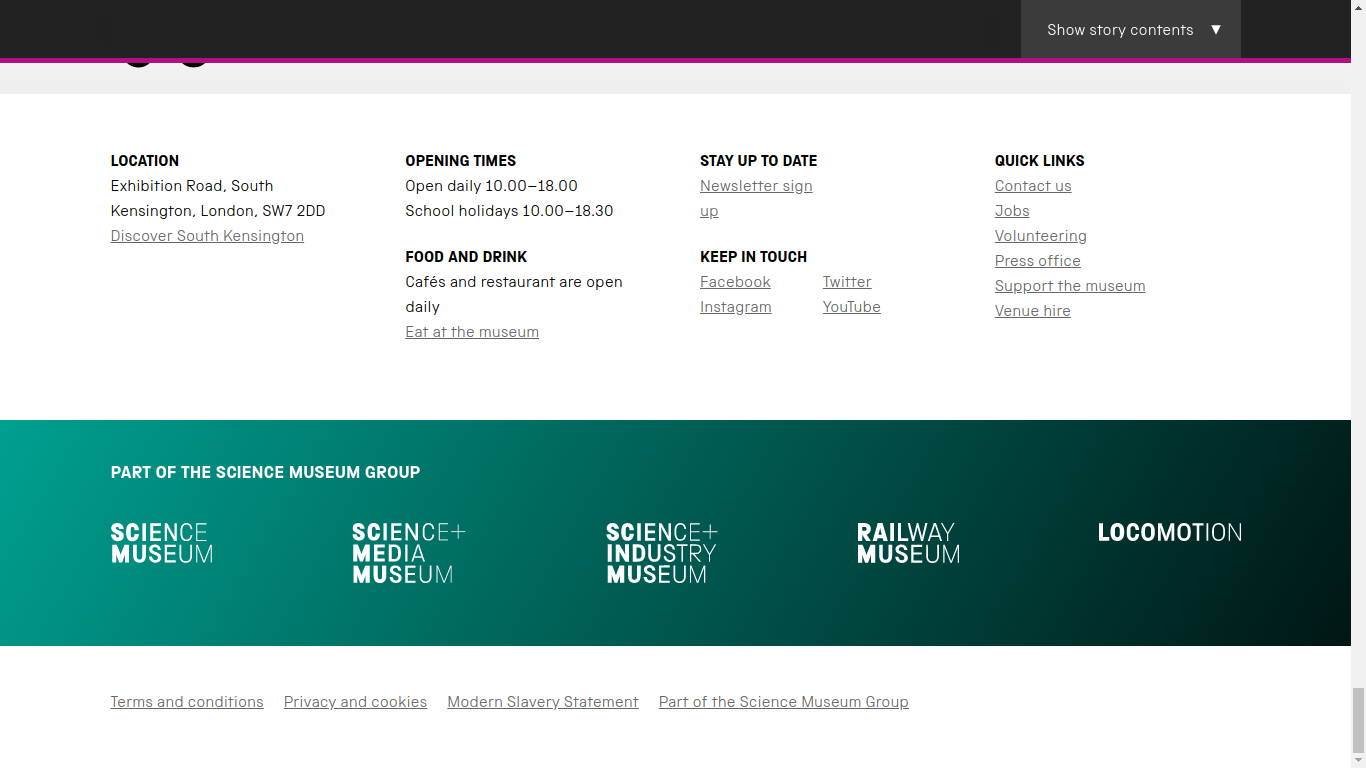 Show story contents ▼
LOCATION
Exhibition Road, South
Kensington, London, SW7 2DD
Discover South Kensington
OPENING TIMES
Open daily 10.00–18.00
School holidays 10.00–18.30
FOOD AND DRINK
Cafés and restaurant are open
daily
Eat at the museum
STAY UP TO DATE
Newsletter sign
up
KEEP IN TOUCH
Facebook Twitter
Instagram YouTube
QUICK LINKS
Contact us
Jobs
Volunteering
Press office
Support the museum
Venue hire
PART OF THE SCIENCE MUSEUM GROUP
SCIENCE
MUSEUM
SCIENCE+
MEDIA
MUSEUM
SCIENCE+
INDUSTRY
MUSEUM
RAILWAY
MUSEUM
LOCOMOTION
Terms and conditions Privacy and cookies Modern Slavery Statement Part of the Science Museum Group